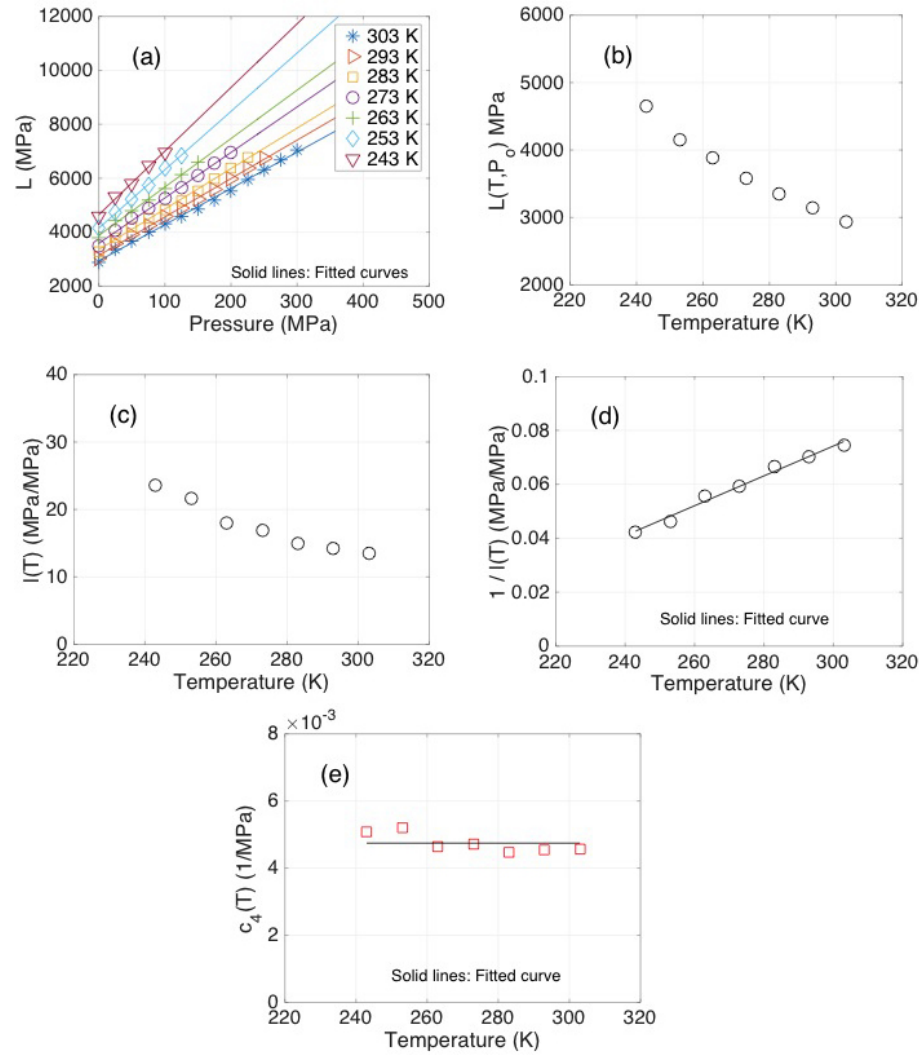 (a)
12000
10000
8000
6000
4000
2000
L (MPa)
0 100 200 300 400 500
Pressure (MPa)
303 K
293 K
283 K
273 K
263 K
253 K
243 K
Solid lines: Fitted curves
(b)
6000
5000
4000
3000
2000
L(T,P_o) MPa
220 240 260 280 300 320
Temperature (K)
(c)
40
30
20
10
0
l(T) (MPa/MPa)
220 240 260 280 300 320
Temperature (K)
(d)
0.1
0.08
0.06
0.04
0.02
0
1 / l(T) (MPa/MPa)
Solid lines: Fitted curve
220 240 260 280 300 320
Temperature (K)
(e)
×10⁻³
8
6
4
2
0
c₄(T) (1/MPa)
Solid lines: Fitted curve
220 240 260 280 300 320
Temperature (K)